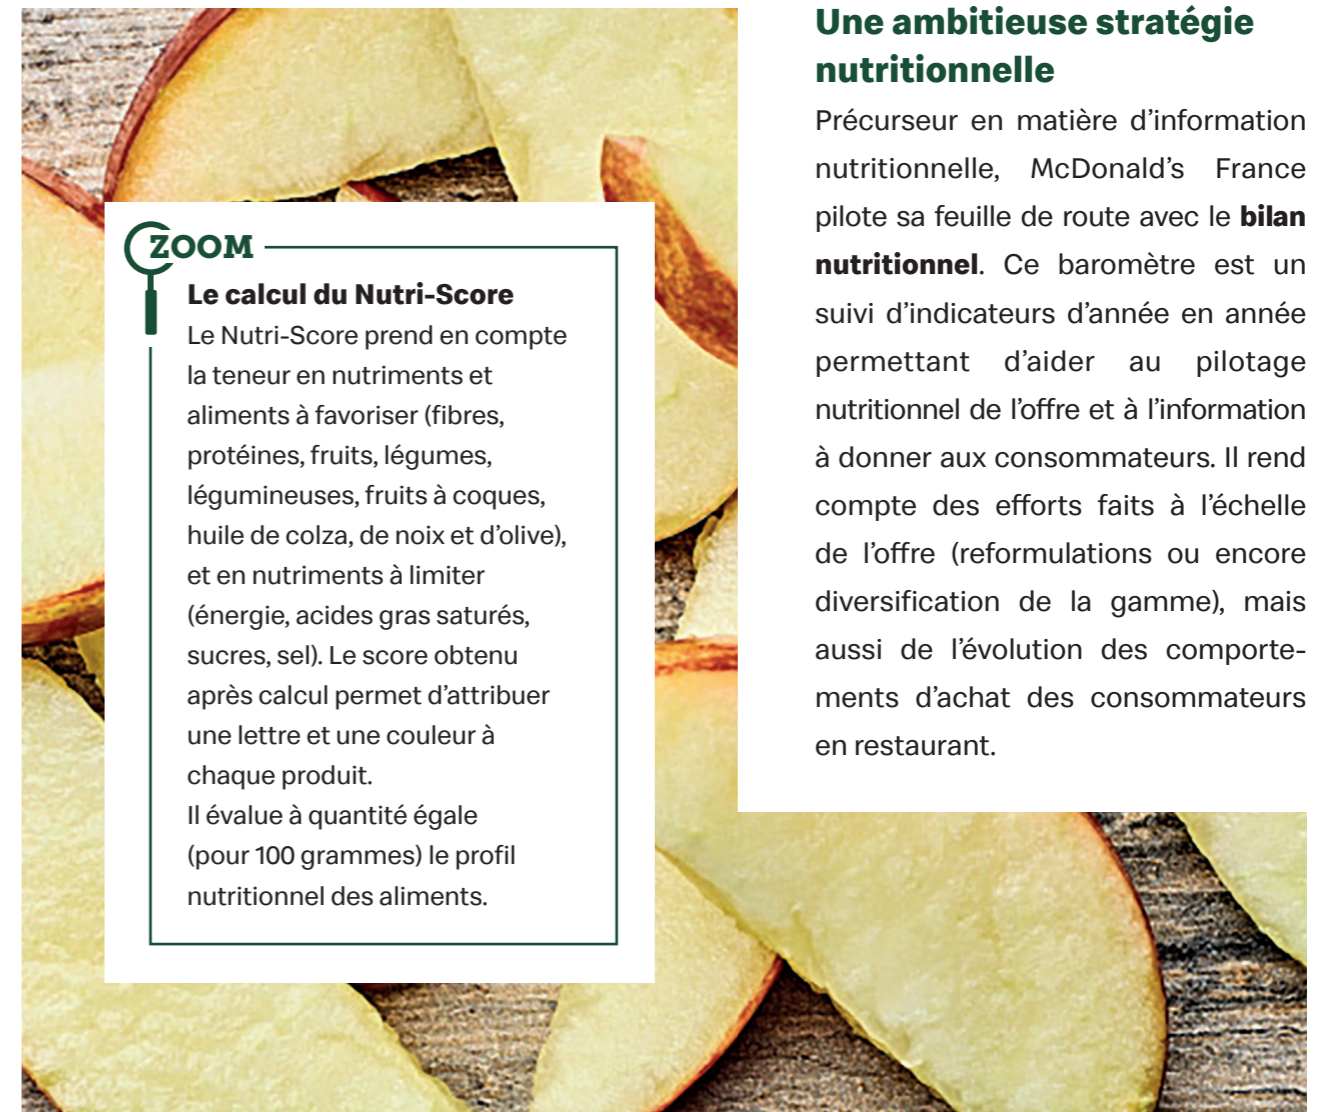 ZOOM
Le calcul du Nutri-Score
Le Nutri-Score prend en compte
la teneur en nutriments et
aliments à favoriser (fibres,
protéines, fruits, légumes,
légumineuses, fruits à coques,
huile de colza, de noix et d’olive),
et en nutriments à limiter
(énergie, acides gras saturés,
sucres, sel). Le score obtenu
après calcul permet d’attribuer
une lettre et une couleur à
chaque produit.
Il évalue à quantité égale
(pour 100 grammes) le profil
nutritionnel des aliments.
Une ambitieuse stratégie
nutritionnelle
Précurseur en matière d’information
nutritionnelle, McDonald’s France
pilote sa feuille de route avec le bilan
nutritionnel. Ce baromètre est un
suivi d’indicateurs d’année en année
permettant d’aider au pilotage
nutritionnel de l’offre et à l’information
à donner aux consommateurs. Il rend
compte des efforts faits à l’échelle
de l’offre (reformulations ou encore
diversification de la gamme), mais
aussi de l’évolution des comporte-
ments d’achat des consommateurs
en restaurant.